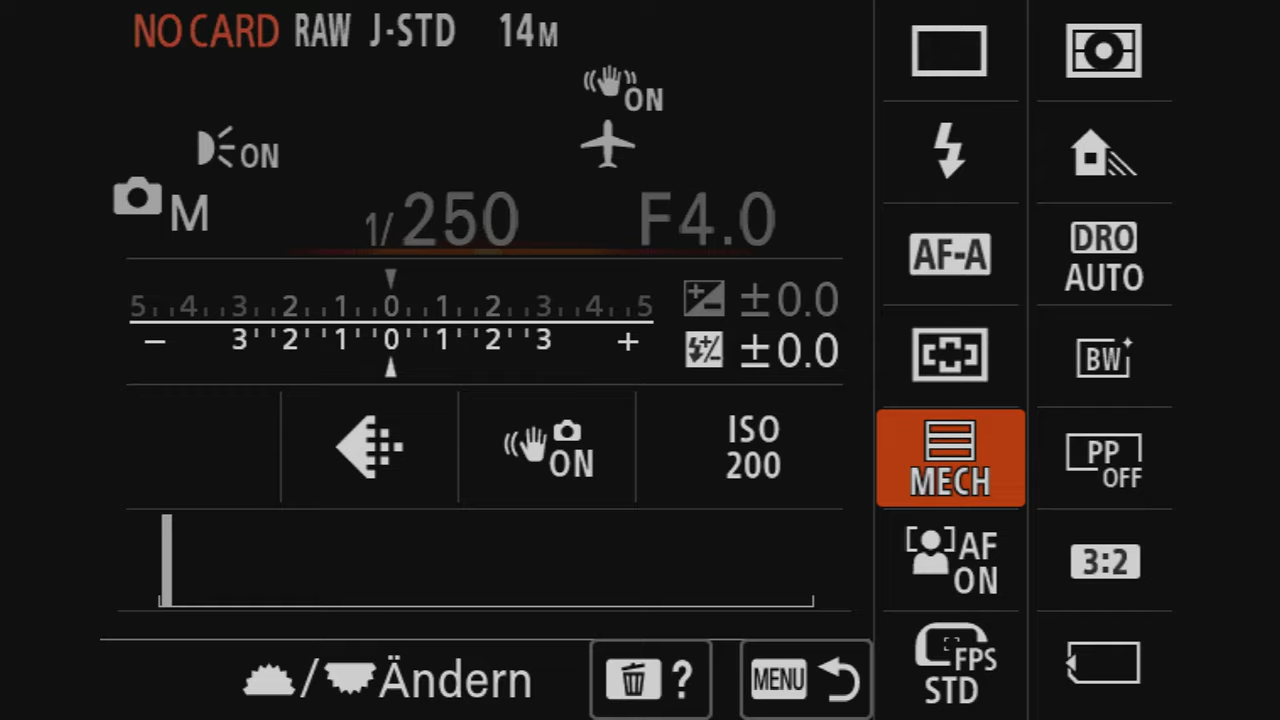 NO CARD RAW J-STD 14M
ON
ON
M 1/250 F4.0
5 4 3 2 1 0 1 2 3 4 5 ±0.0
− 3 2 1 0 1 2 3 + ±0.0
ON
ISO
200
/ Ändern ? MENU
AF-A
MECH
AF
ON
FPS
STD
DRO
AUTO
BW
PP
OFF
3:2